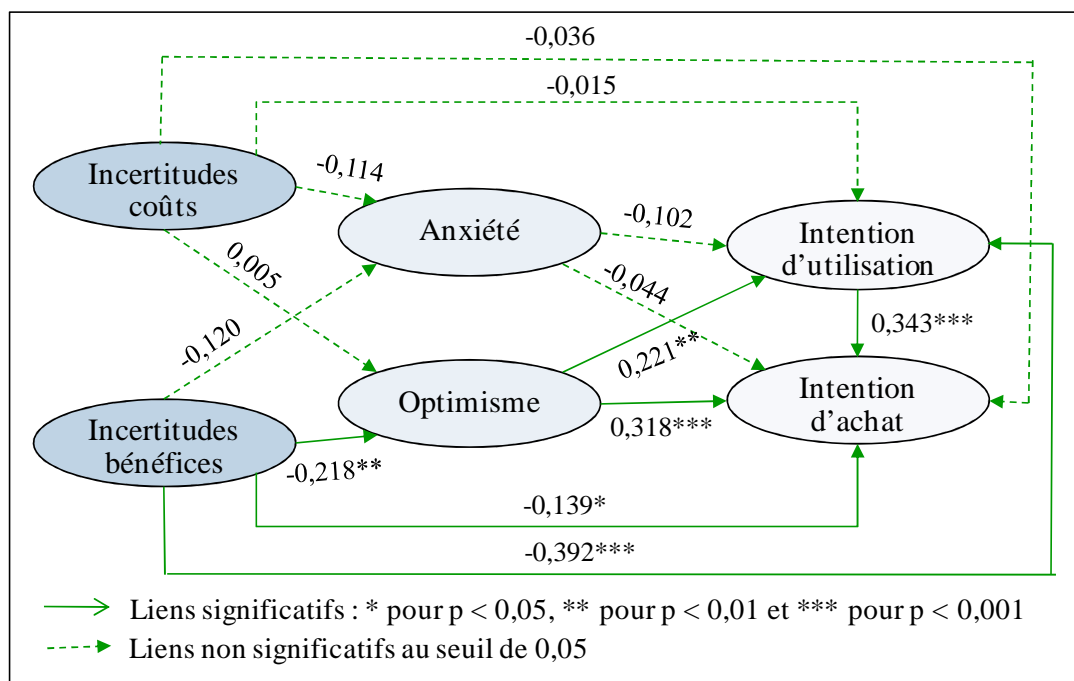 -0,036
-0,015
Incertitudes
coûts
-0,114
Anxiété
-0,102
Intention
d’utilisation
0,005
-0,044
-0,120
0,221**
0,343***
Optimisme
0,318***
Intention
d’achat
Incertitudes
bénéfices
-0,218**
-0,139*
-0,392***
Liens significatifs : * pour p < 0,05, ** pour p < 0,01 et *** pour p < 0,001
Liens non significatifs au seuil de 0,05